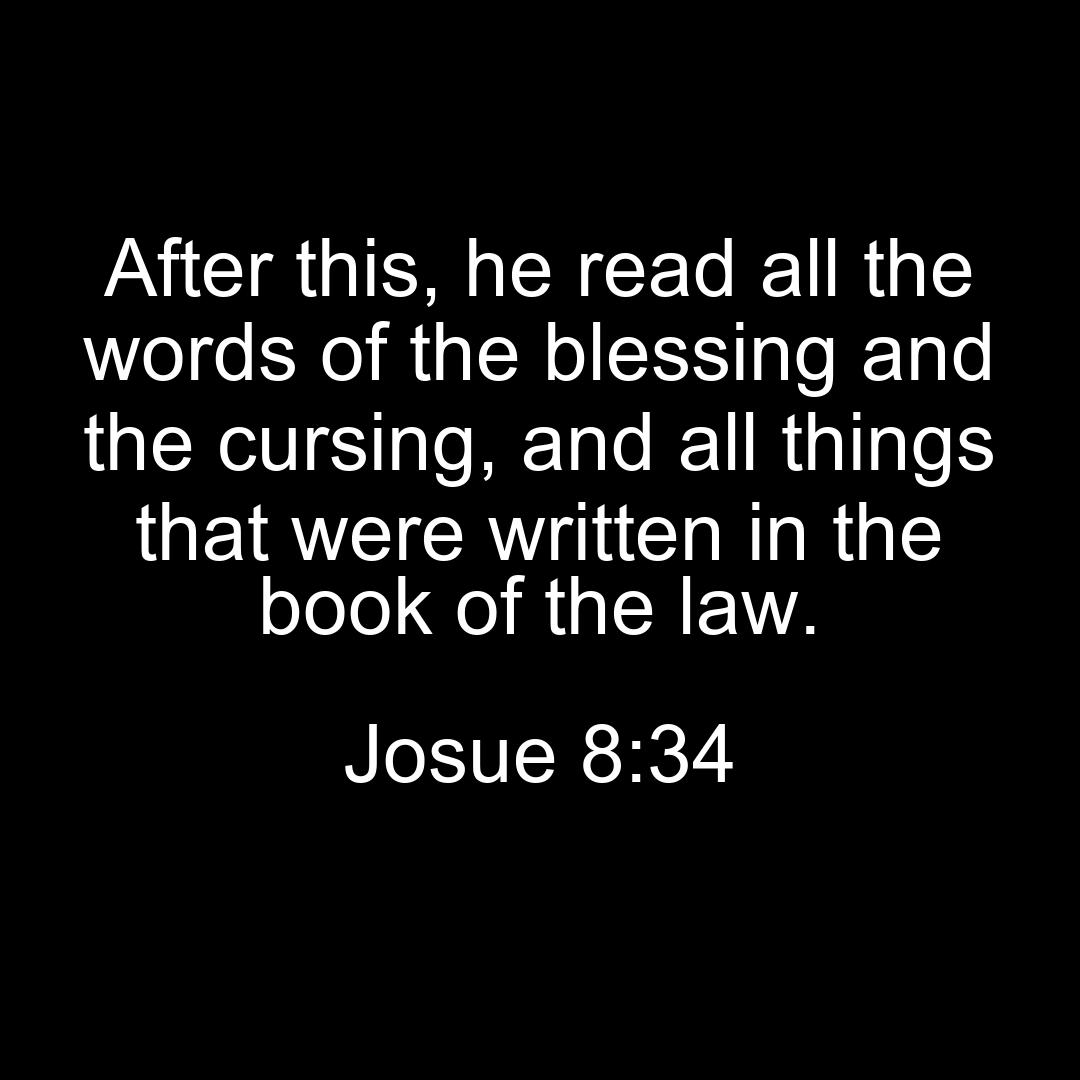 After this, he read all the
words of the blessing and
the cursing, and all things
that were written in the
book of the law.
Josue 8:34